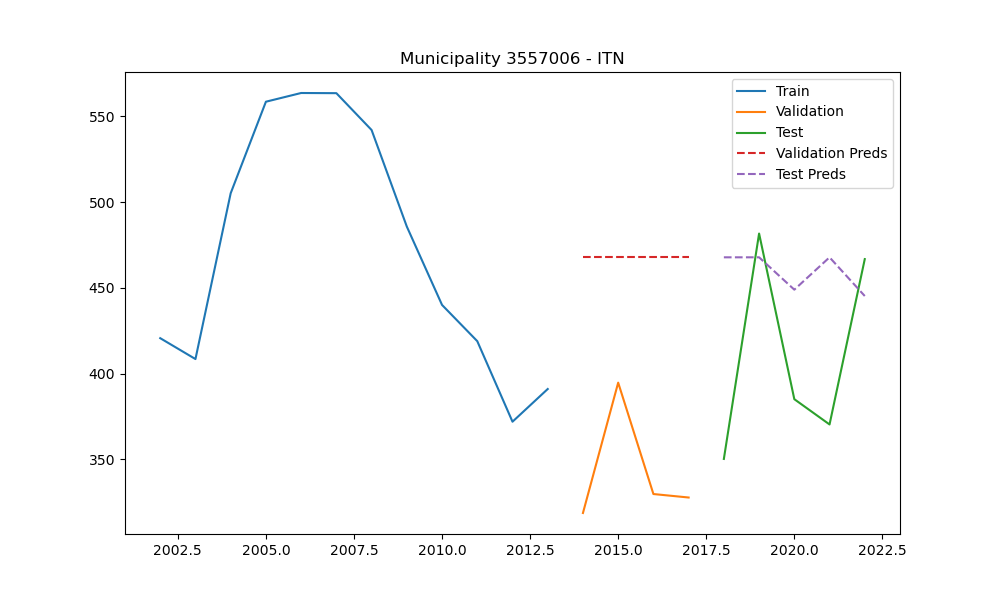 Municipality 3557006 - ITN
Train
Validation
Test
Validation Preds
Test Preds
550
500
450
400
350
2002.5 2005.0 2007.5 2010.0 2012.5 2015.0 2017.5 2020.0 2022.5